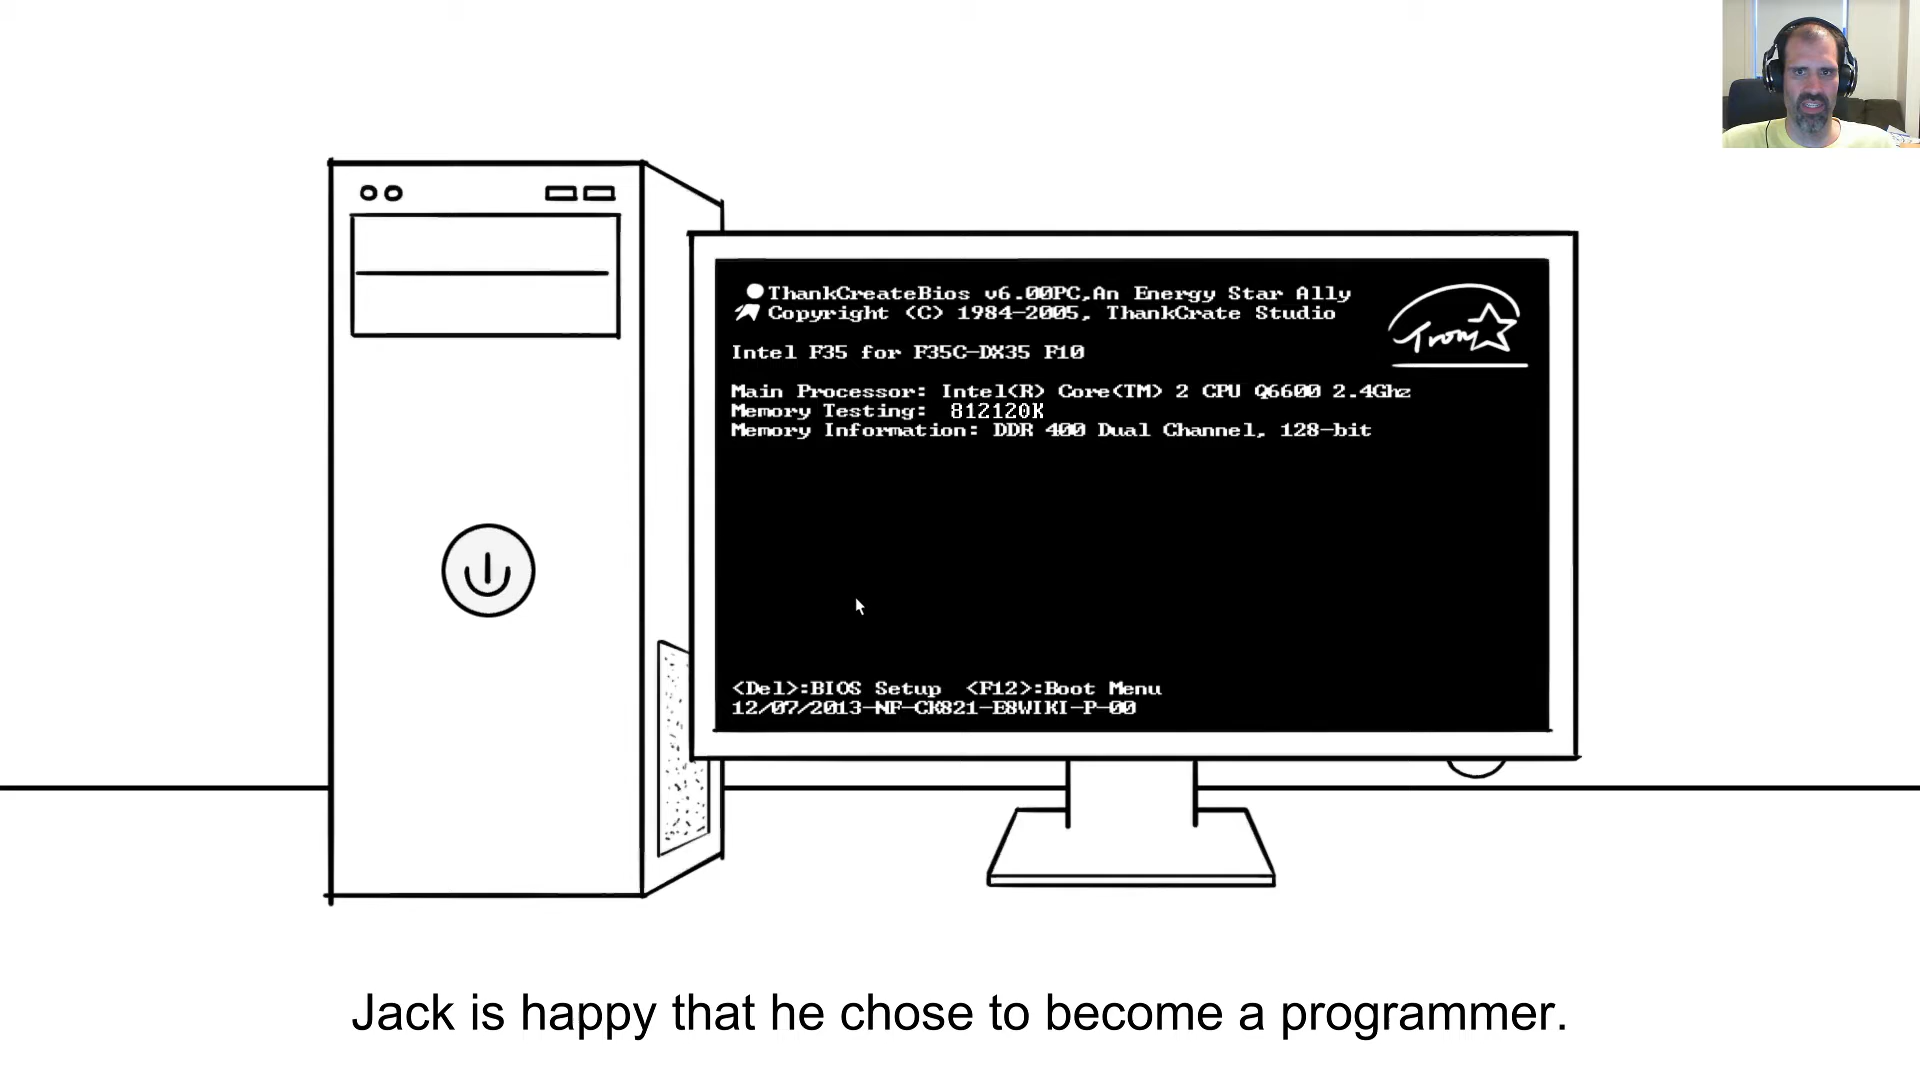 ThankCreateBios v6.00PC,An Energy Star Ally
Copyright (C) 1984-2005, ThankCrate Studio
Trony
Intel F35 for F35C-DX35 F10
Main Processor: Intel(R) Core(TM) 2 CPU Q6600 2.4Ghz
Memory Testing: 812120K
Memory Information: DDR 400 Dual Channel, 128-bit
<Del>:BIOS Setup <F12>:Boot Menu
12/07/2013-NF-CK821-E8WIKI-P-00
Jack is happy that he chose to become a programmer.